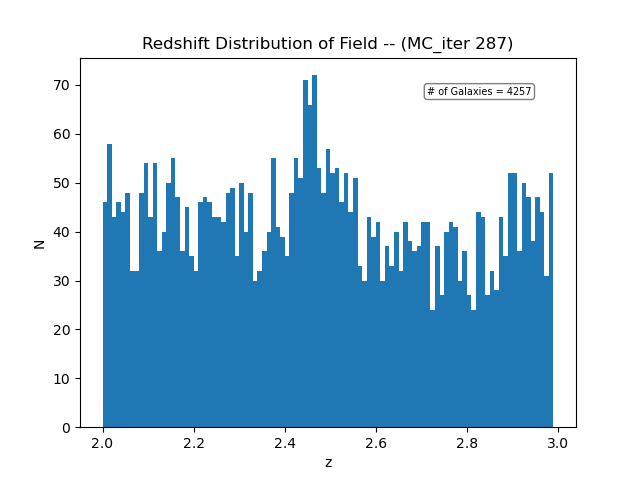 Redshift Distribution of Field -- (MC_iter 287)
# of Galaxies = 4257
70
60
50
40
30
20
10
0
N
2.0 2.2 2.4 2.6 2.8 3.0
z